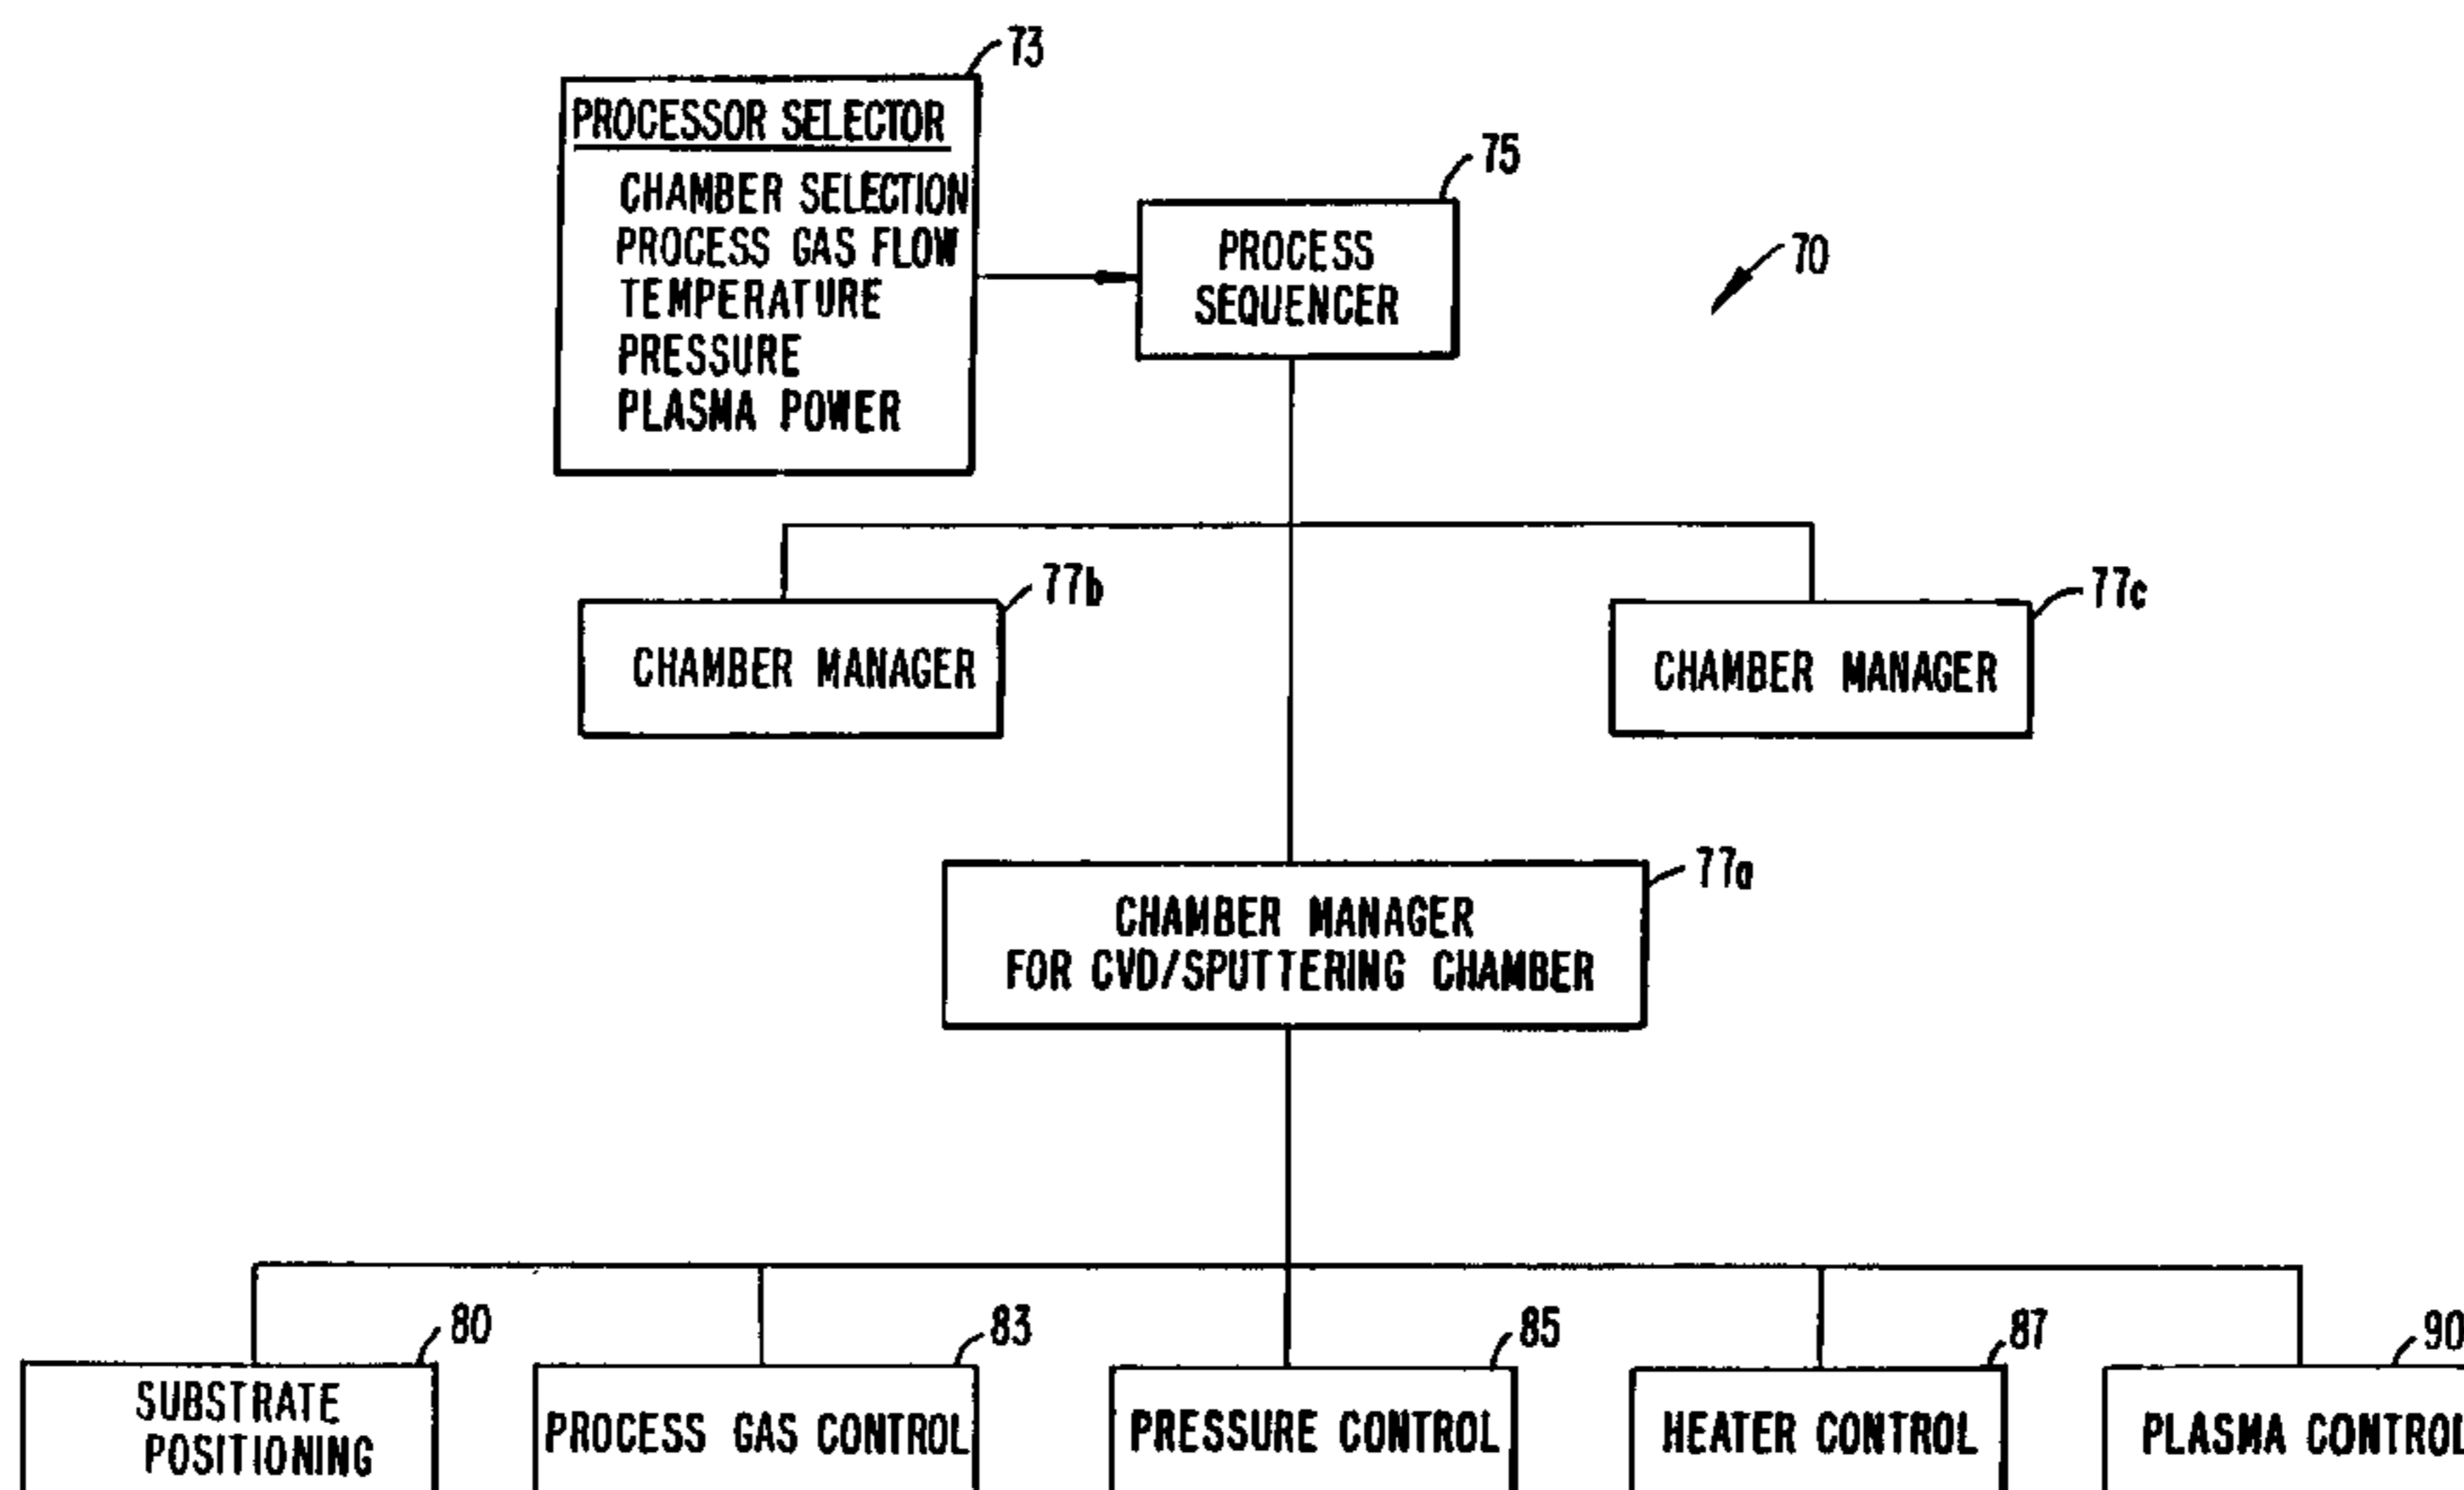 73
PROCESSOR SELECTOR
CHAMBER SELECTION
PROCESS GAS FLOW
TEMPERATURE
PRESSURE
PLASMA POWER
75
PROCESS
SEQUENCER
70
77b
CHAMBER MANAGER
77c
CHAMBER MANAGER
77a
CHAMBER MANAGER
FOR CVD/SPUTTERING CHAMBER
80
SUBSTRATE
POSITIONING
83
PROCESS GAS CONTROL
85
PRESSURE CONTROL
87
HEATER CONTROL
90
PLASMA CONTROL